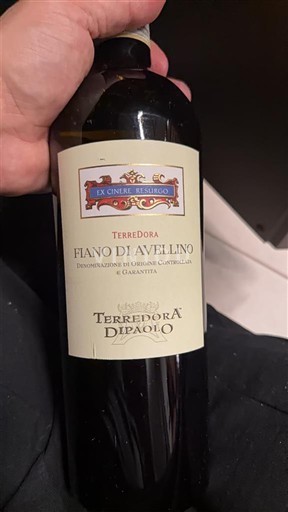 EX CINERE RESURGO
TERREDORA
FIANO DI AVELLINO
DENOMINAZIONE DI ORIGINE CONTROLLATA
E GARANTITA
TERREDORA
DIPAOLO